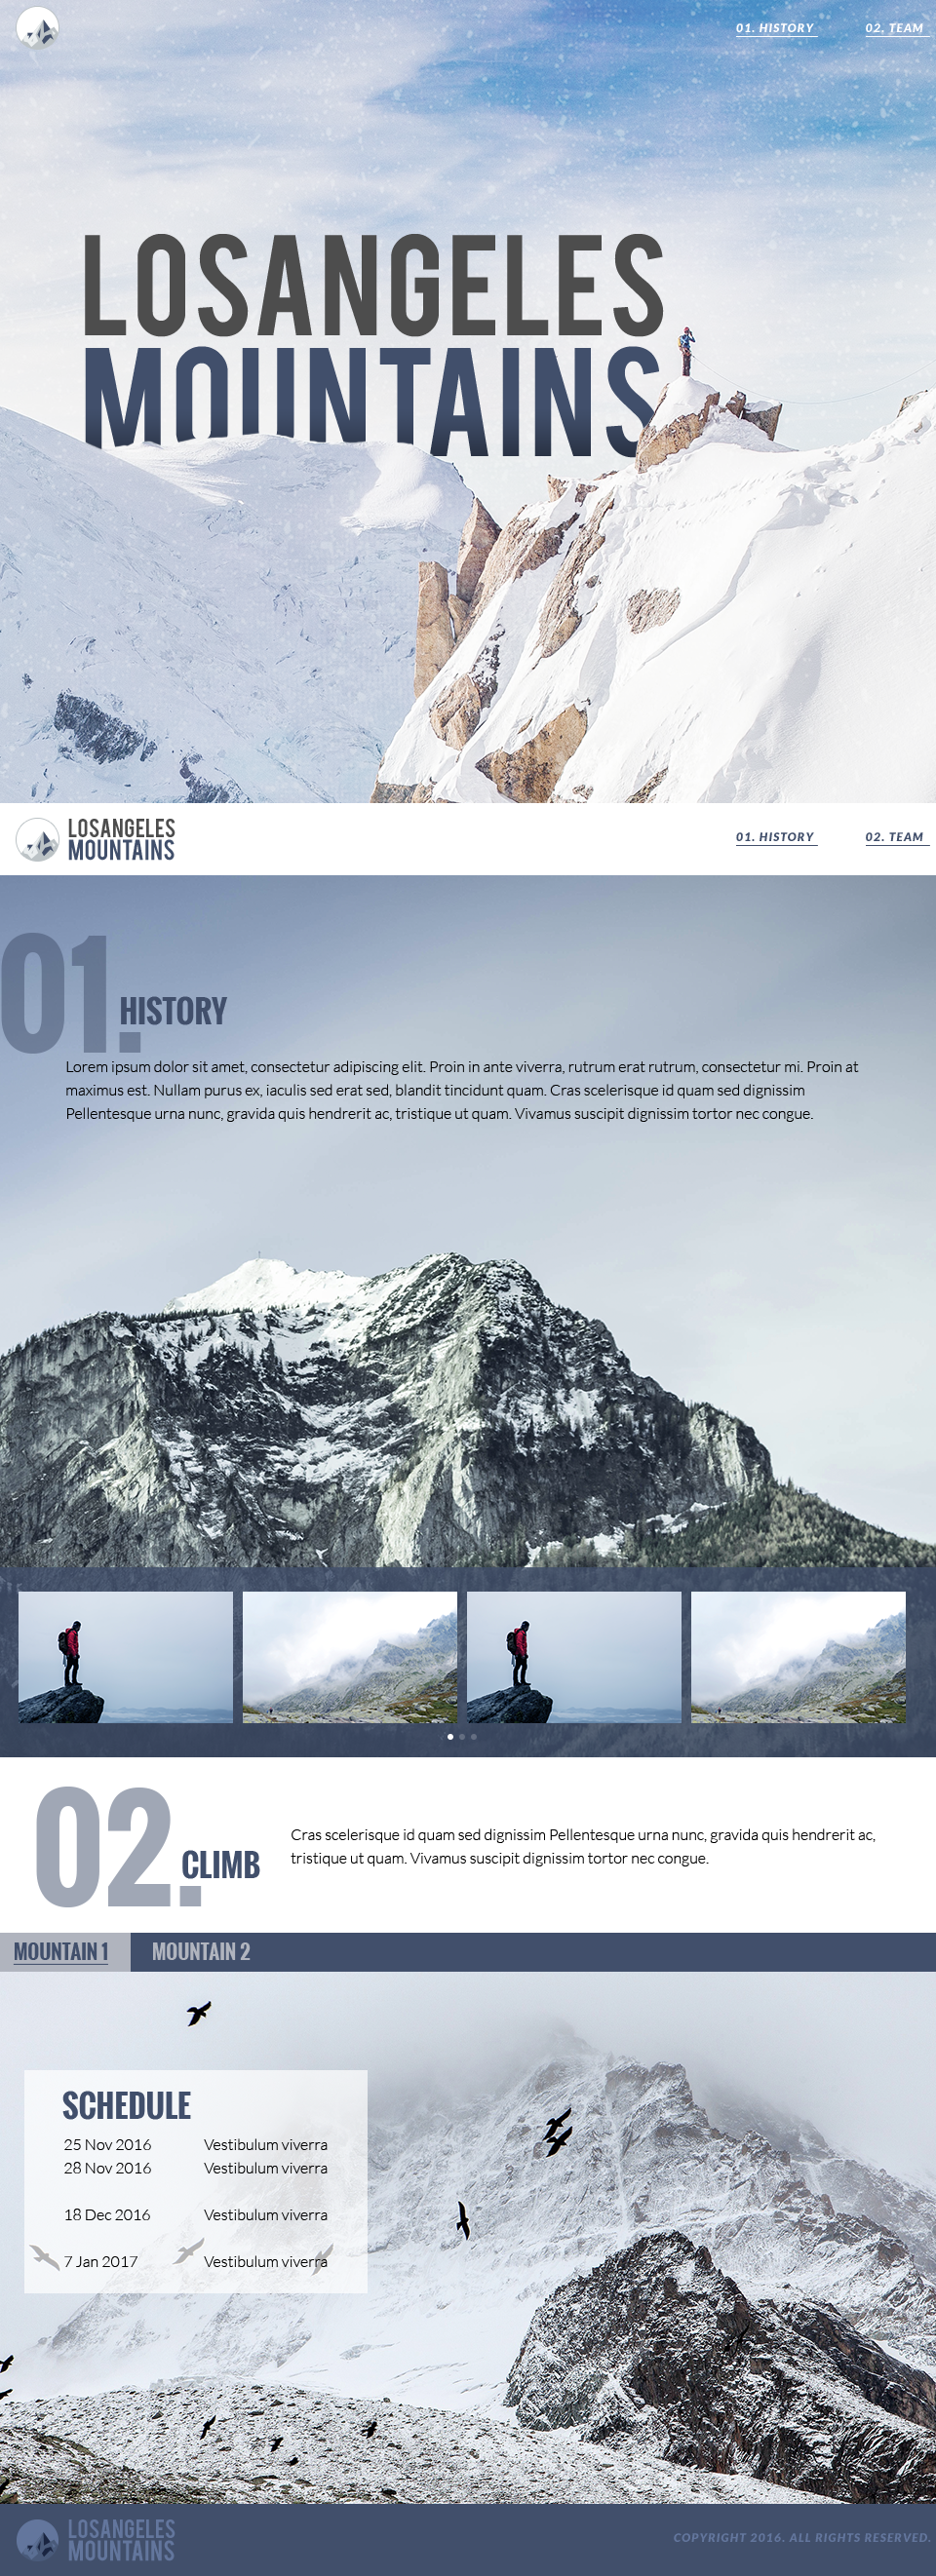 01. HISTORY
02. TEAM
LOSANGELES
MOUNTAINS
LOSANGELES
MOUNTAINS
01. HISTORY
02. TEAM
01.
HISTORY
Lorem ipsum dolor sit amet, consectetur adipiscing elit. Proin in ante viverra, rutrum erat rutrum, consectetur mi. Proin at
maximus est. Nullam purus ex, iaculis sed erat sed, blandit tincidunt quam. Cras scelerisque id quam sed dignissim
Pellentesque urna nunc, gravida quis hendrerit ac, tristique ut quam. Vivamus suscipit dignissim tortor nec congue.
02.
CLIMB
Cras scelerisque id quam sed dignissim Pellentesque urna nunc, gravida quis hendrerit ac,
tristique ut quam. Vivamus suscipit dignissim tortor nec congue.
MOUNTAIN 1
MOUNTAIN 2
SCHEDULE
25 Nov 2016 Vestibulum viverra
28 Nov 2016 Vestibulum viverra
18 Dec 2016 Vestibulum viverra
7 Jan 2017 Vestibulum viverra
LOSANGELES
MOUNTAINS
COPYRIGHT 2016. ALL RIGHTS RESERVED.